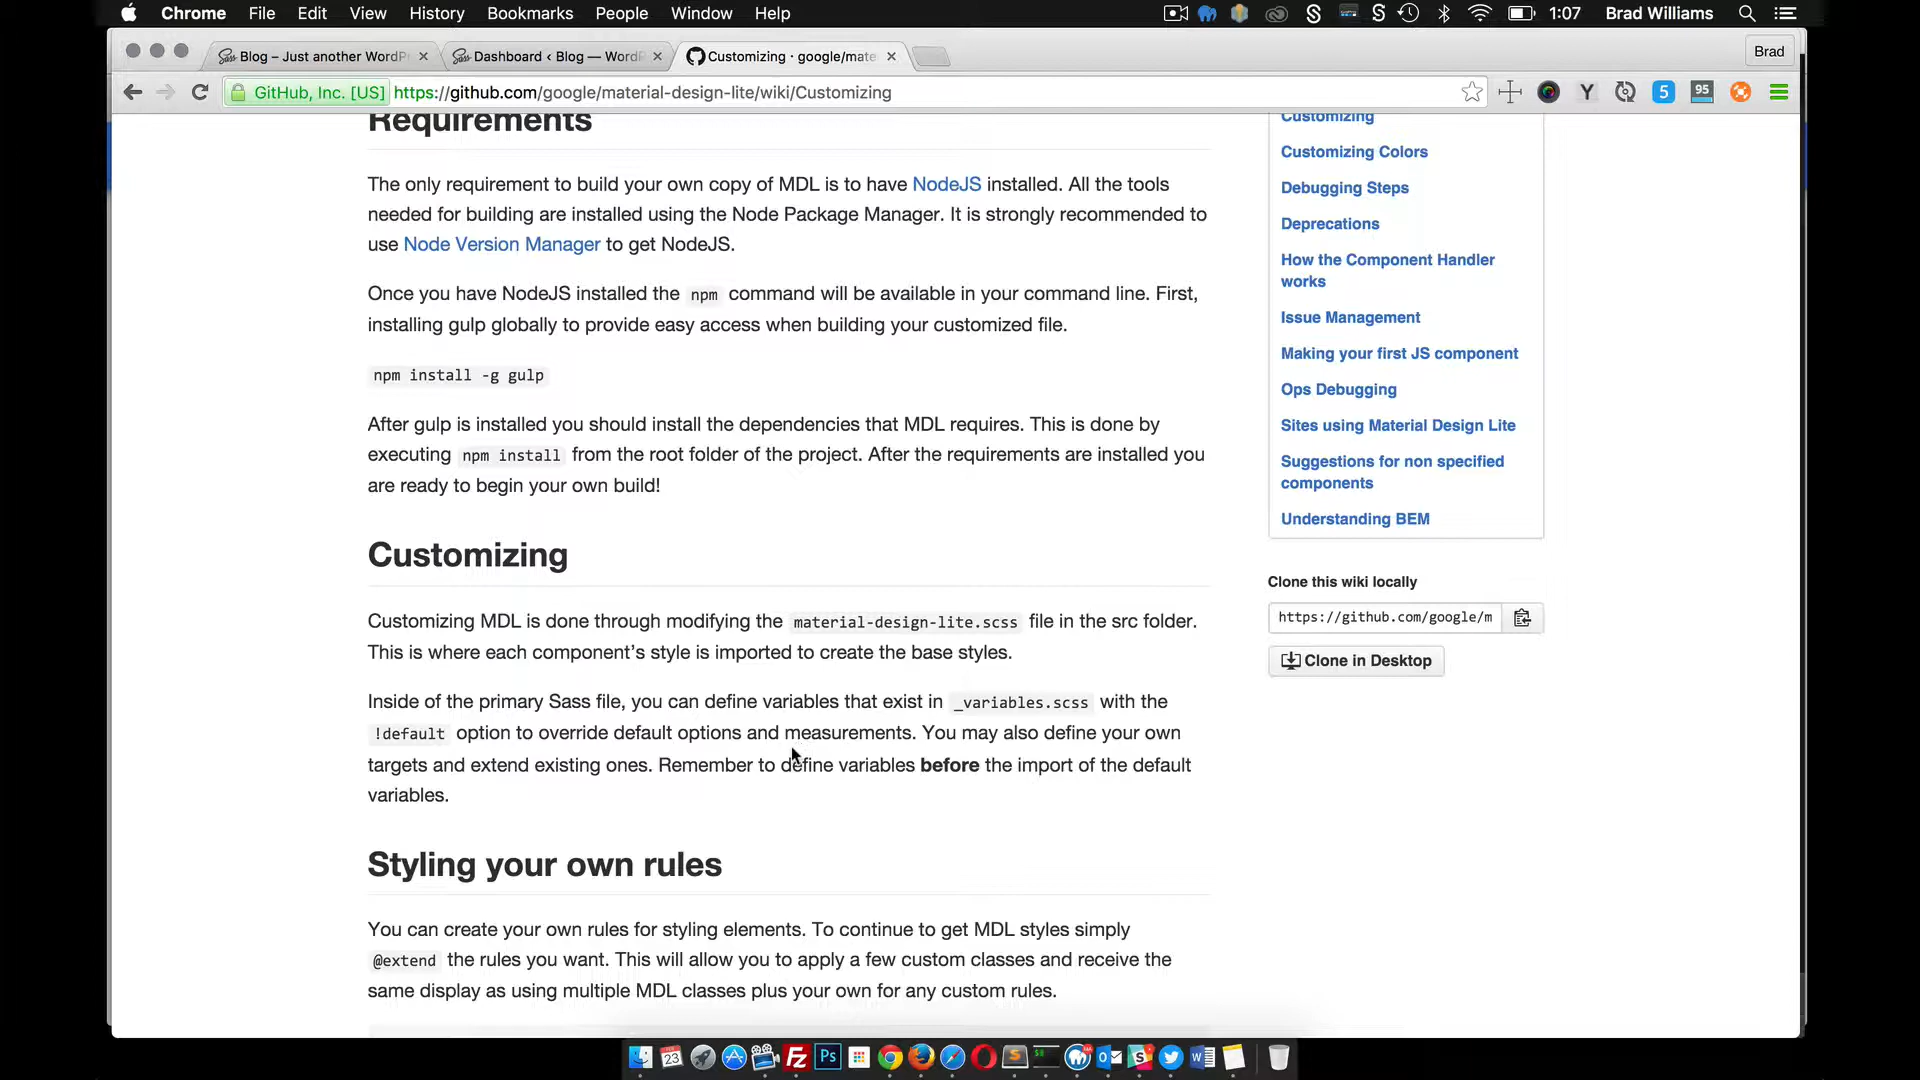 Chrome File Edit View History Bookmarks People Window Help 1:07 Brad Williams
Blog – Just another WordP
Dashboard ‹ Blog — WordP
Customizing · google/mate
Brad
GitHub, Inc. [US] https://github.com/google/material-design-lite/wiki/Customizing
Y 5 95
Requirements
The only requirement to build your own copy of MDL is to have NodeJS installed. All the tools
needed for building are installed using the Node Package Manager. It is strongly recommended to
use Node Version Manager to get NodeJS.
Once you have NodeJS installed the npm command will be available in your command line. First,
installing gulp globally to provide easy access when building your customized file.
npm install -g gulp
After gulp is installed you should install the dependencies that MDL requires. This is done by
executing npm install from the root folder of the project. After the requirements are installed you
are ready to begin your own build!
Customizing
Customizing MDL is done through modifying the material-design-lite.scss file in the src folder.
This is where each component's style is imported to create the base styles.
Inside of the primary Sass file, you can define variables that exist in _variables.scss with the
!default option to override default options and measurements. You may also define your own
targets and extend existing ones. Remember to define variables before the import of the default
variables.
Styling your own rules
You can create your own rules for styling elements. To continue to get MDL styles simply
@extend the rules you want. This will allow you to apply a few custom classes and receive the
same display as using multiple MDL classes plus your own for any custom rules.
Customizing
Customizing Colors
Debugging Steps
Deprecations
How the Component Handler
works
Issue Management
Making your first JS component
Ops Debugging
Sites using Material Design Lite
Suggestions for non specified
components
Understanding BEM
Clone this wiki locally
https://github.com/google/m
Clone in Desktop
23 Fz Ps